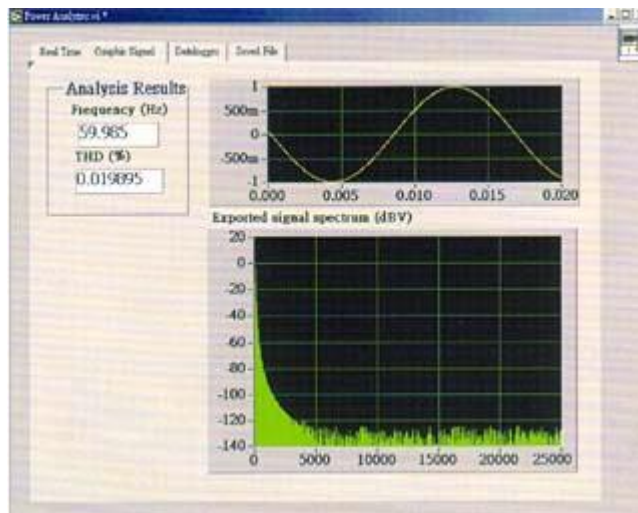 Power Analyzer.vi *
Real Time Graphic Signal Datalogger Saved File
Analysis Results
Frequency (Hz)
59.985
THD (%)
0.019895
1
500m
0
-500m
-1
0.000 0.005 0.010 0.015 0.020
Exported signal spectrum (dBV)
20
0
-20
-40
-60
-80
-100
-120
-140
0 5000 10000 15000 20000 25000